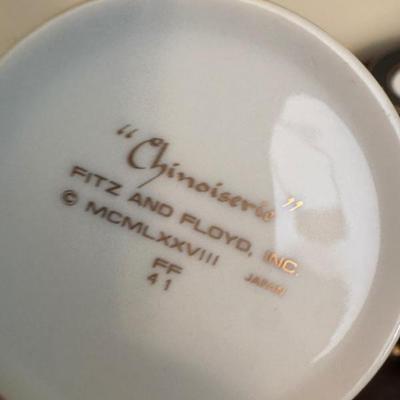 "Chinoiserie"
FITZ AND FLOYD, INC.
© MCMLXXVIII
FF JAPAN
41